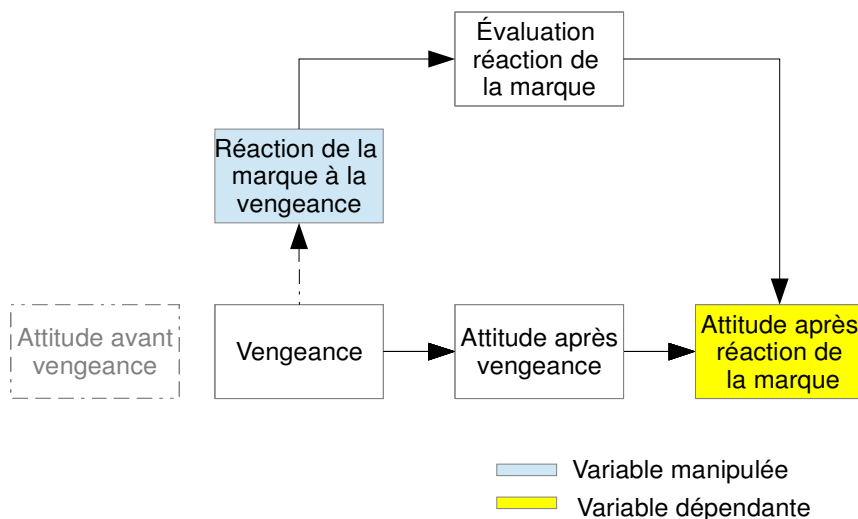 Évaluation
réaction de
la marque
Réaction de la
marque à la
vengeance
Attitude avant
vengeance
Vengeance
Attitude après
vengeance
Attitude après
réaction de
la marque
Variable manipulée
Variable dépendante